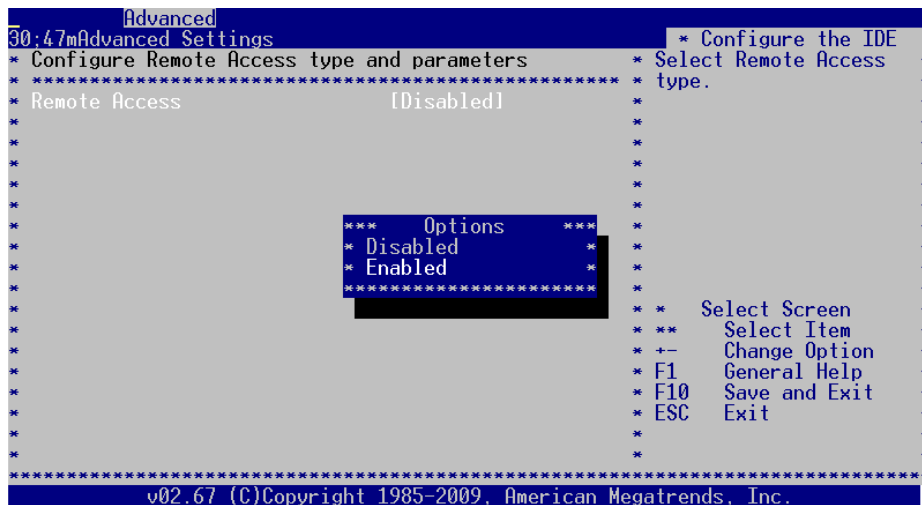 Advanced
30;47mAdvanced Settings * Configure the IDE
* Configure Remote Access type and parameters * Select Remote Access
* *************************************************** * type.
* Remote Access [Disabled] *
* *
* *
* *
* *
* *
* *** Options *** *
* * Disabled * *
* * Enabled * *
* ********************** *
* * * Select Screen
* * ** Select Item
* * +- Change Option
* * F1 General Help
* * F10 Save and Exit
* * ESC Exit
* *
* *
*******************************************************************************
v02.67 (C)Copyright 1985-2009, American Megatrends, Inc.